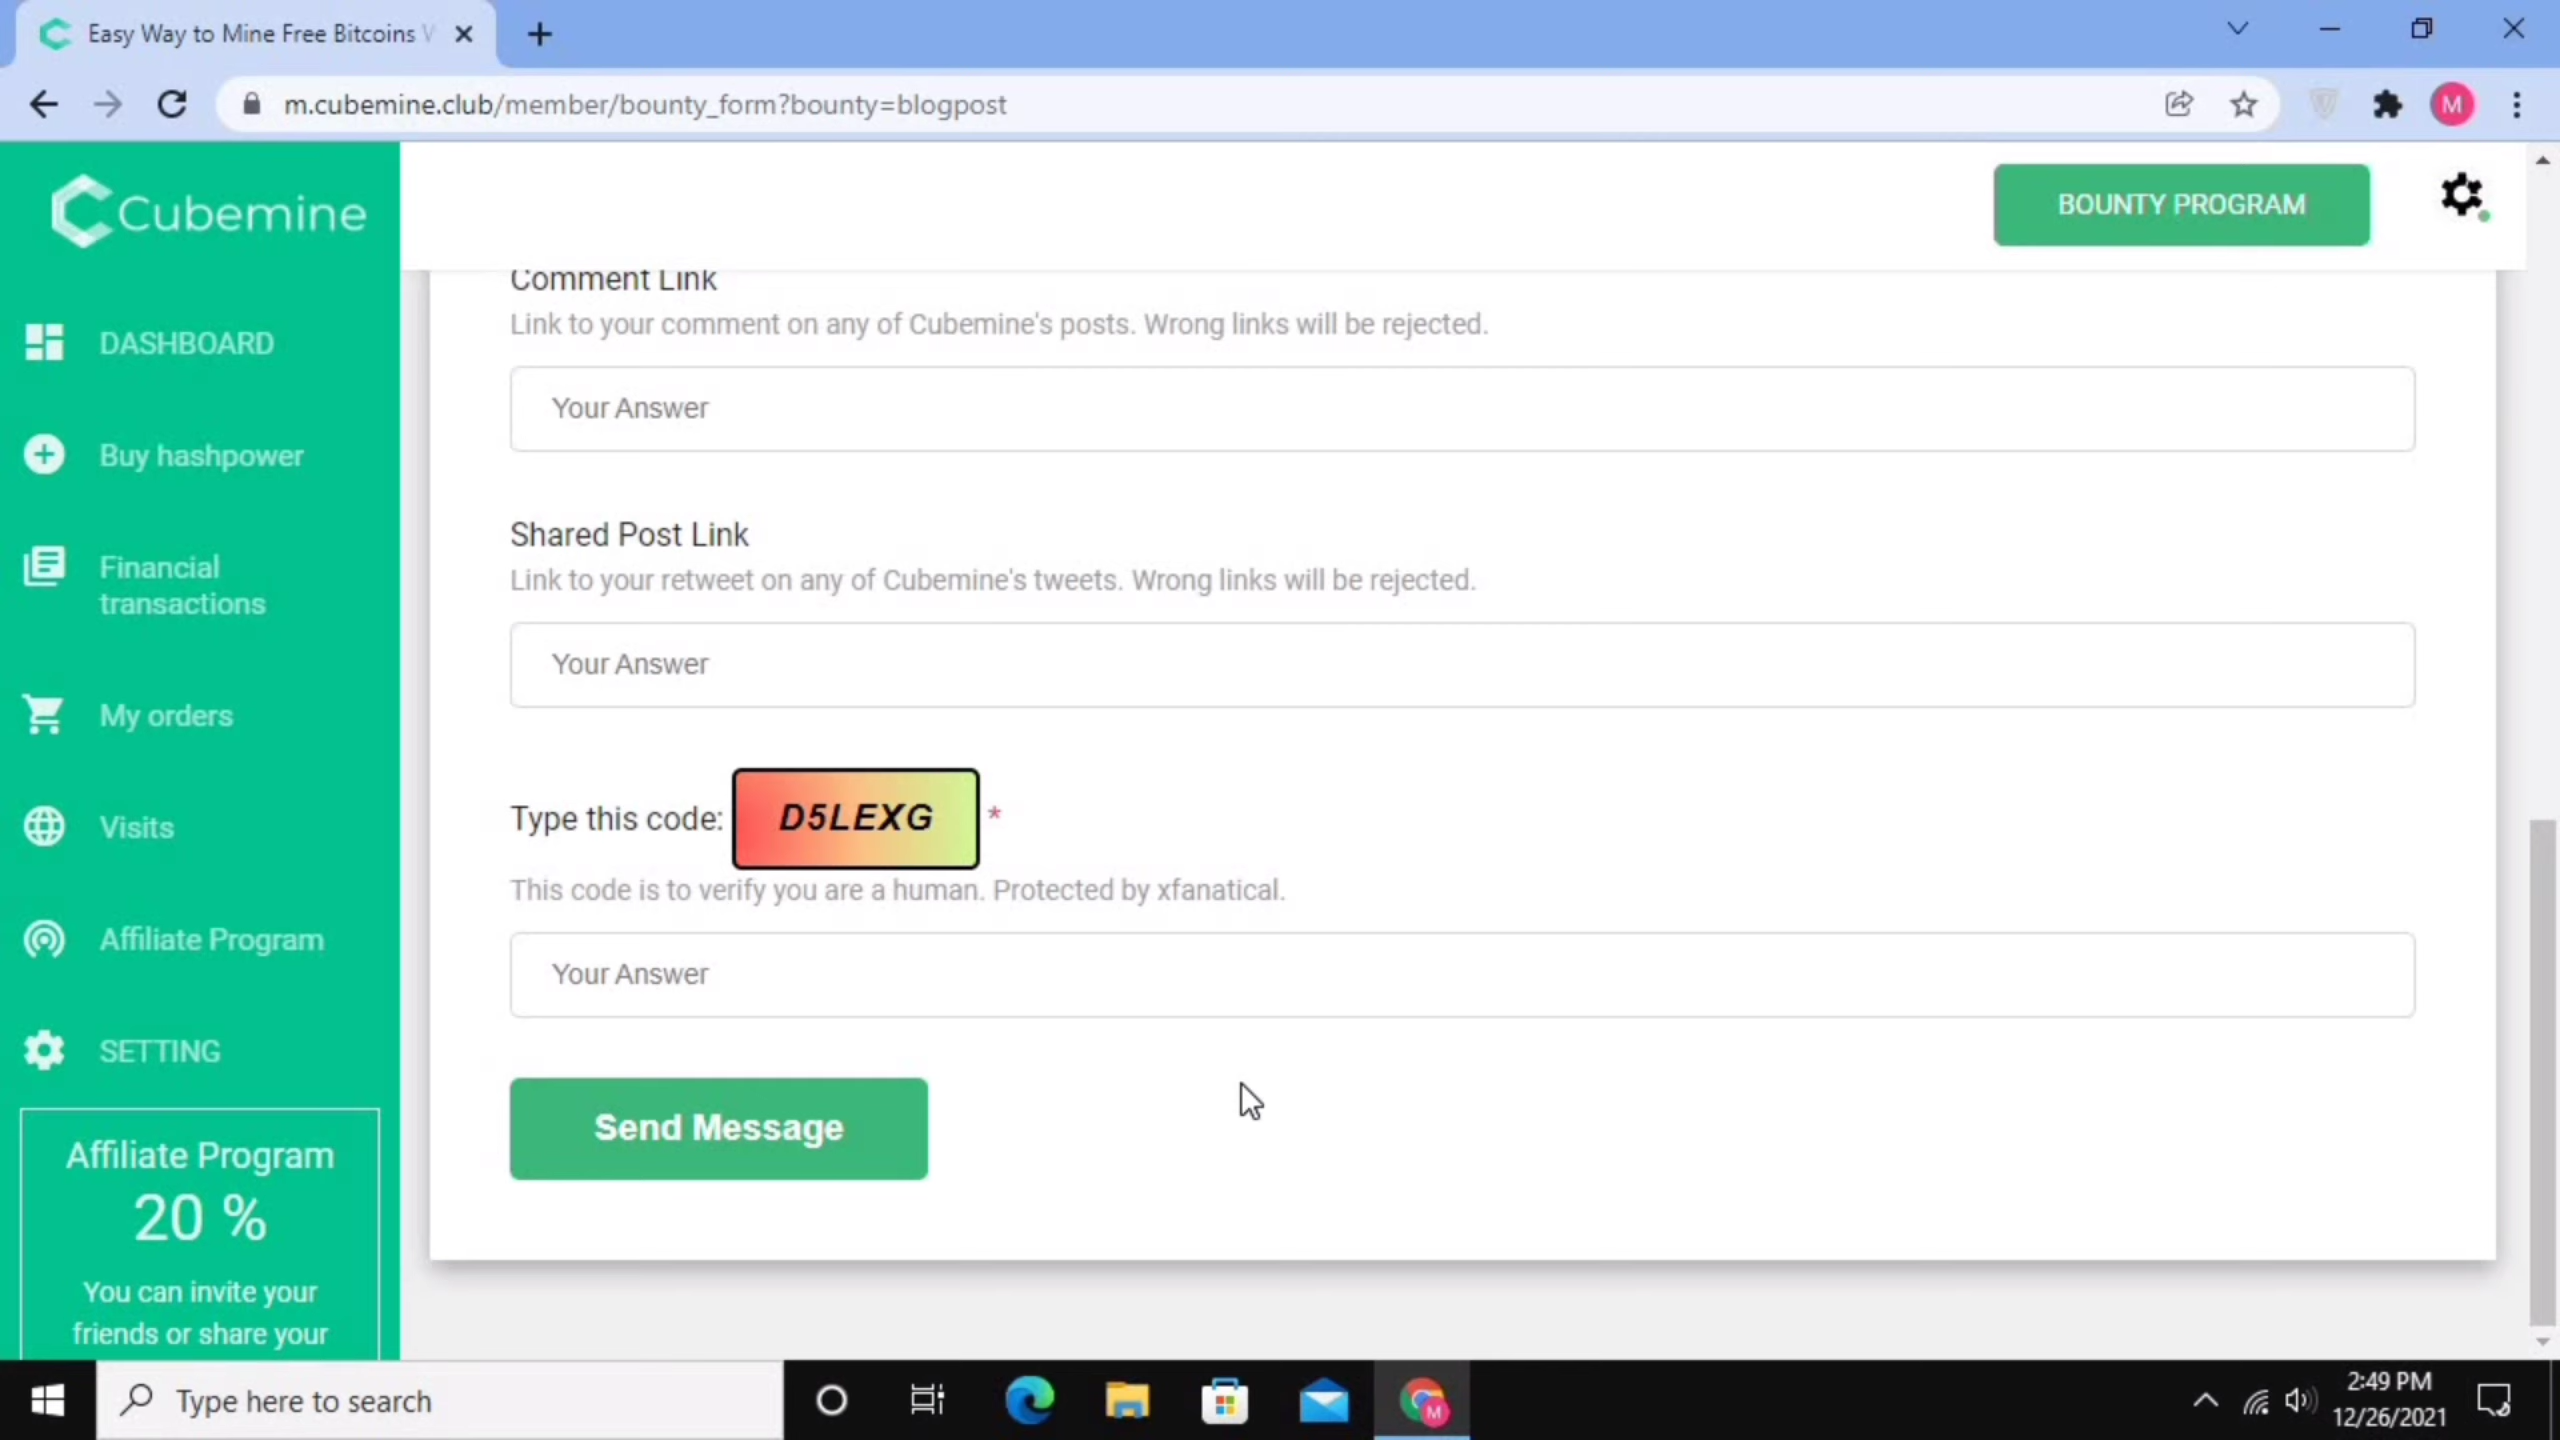 Easy Way to Mine Free Bitcoins
m.cubemine.club/member/bounty_form?bounty=blogpost
M
Cubemine
BOUNTY PROGRAM
DASHBOARD
Buy hashpower
Financial
transactions
My orders
Visits
Affiliate Program
SETTING
Affiliate Program
20 %
You can invite your
friends or share your
Comment Link
Link to your comment on any of Cubemine's posts. Wrong links will be rejected.
Your Answer
Shared Post Link
Link to your retweet on any of Cubemine's tweets. Wrong links will be rejected.
Your Answer
Type this code: D5LEXG *
This code is to verify you are a human. Protected by xfanatical.
Your Answer
Send Message
Type here to search
M
2:49 PM
12/26/2021